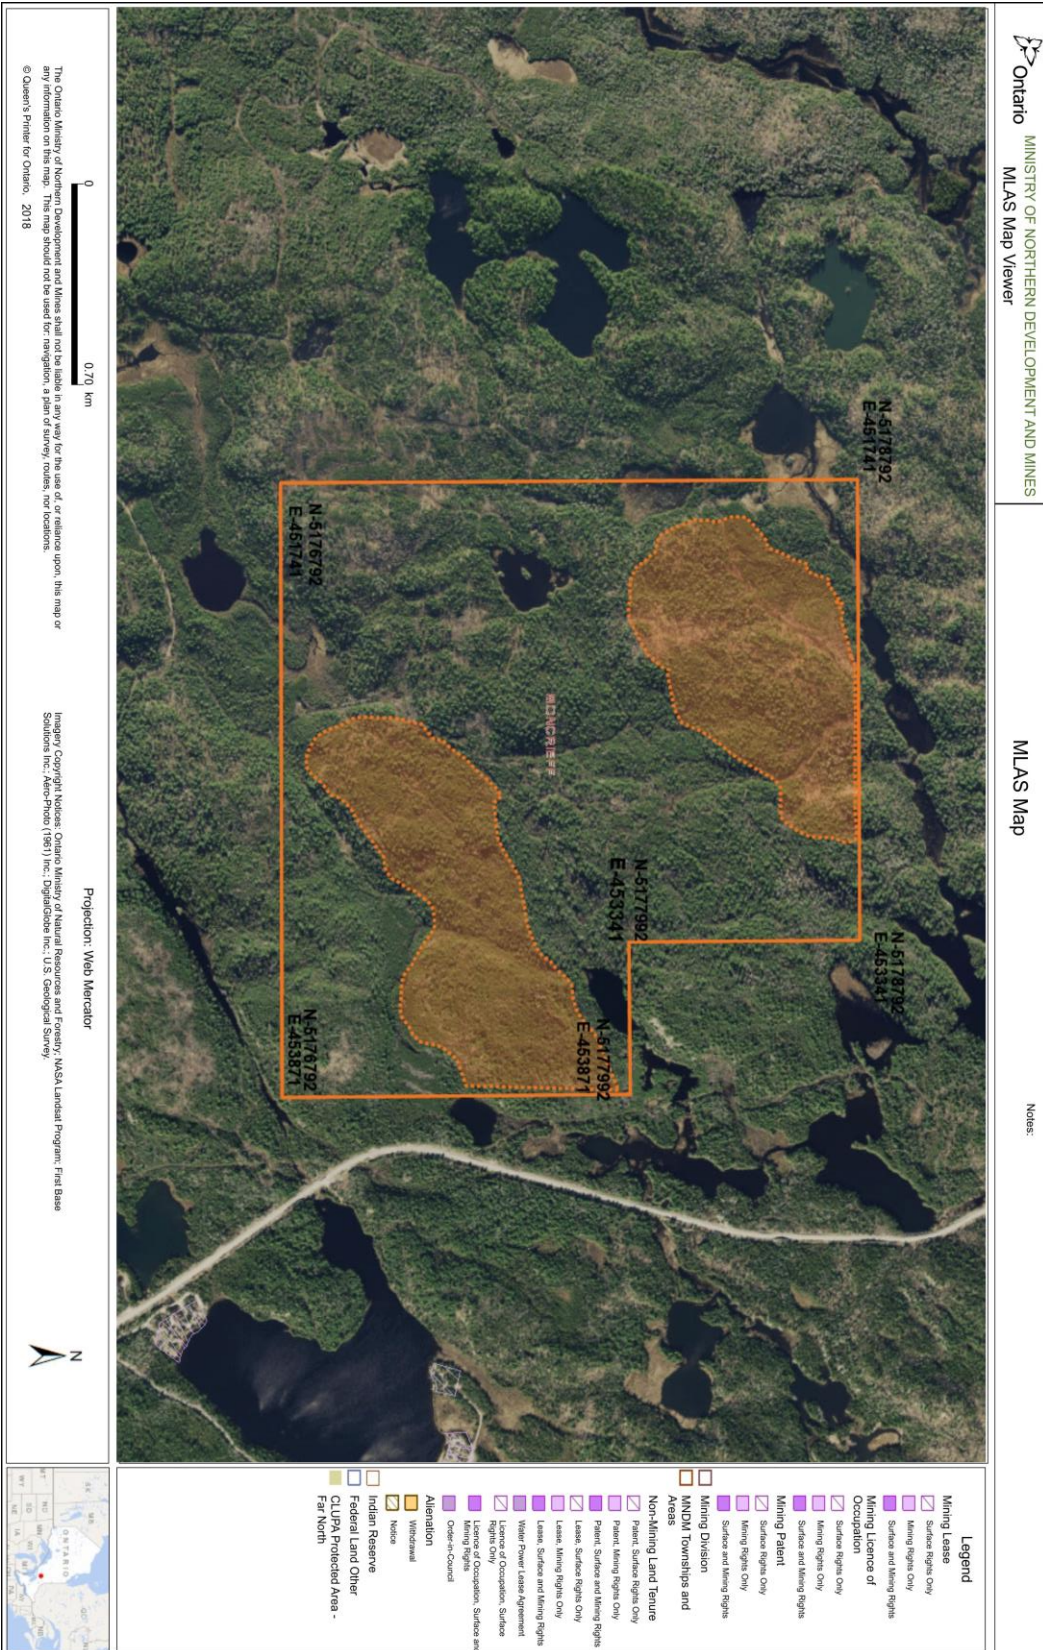 Ontario
MINISTRY OF NORTHERN DEVELOPMENT AND MINES
MLAS Map Viewer
MLAS Map
Notes:
N-5178792
E-451741
N-5178792
E-453341
N-5177992
E-453341
MONCRIEFF
N-5177992
E-453871
N-5176792
E-451741
N-5176792
E-453871
Legend
Mining Lease
Surface Rights Only
Mining Rights Only
Surface and Mining Rights
Mining Licence of
Occupation
Surface Rights Only
Mining Rights Only
Surface and Mining Rights
Mining Patent
Surface Rights Only
Mining Rights Only
Surface and Mining Rights
Mining Division
MNDM Townships and
Areas
Non-Mining Land Tenure
Patent, Surface Rights Only
Patent, Mining Rights Only
Patent, Surface and Mining Rights
Lease, Surface Rights Only
Lease, Mining Rights Only
Lease, Surface and Mining Rights
Water Power Lease Agreement
Licence of Occupation, Surface
Rights Only
Licence of Occupation, Surface and
Mining Rights
Order-in-Council
Alienation
Withdrawal
Notice
Indian Reserve
Federal Land Other
CLUPA Protected Area -
Far North
0 0.70 km
Projection: Web Mercator
N
The Ontario Ministry of Northern Development and Mines shall not be liable in any way for the use of, or reliance upon, this map or
any information on this map. This map should not be used for: navigation, a plan of survey, routes, nor locations.
© Queen's Printer for Ontario, 2018
Imagery Copyright Notices: Ontario Ministry of Natural Resources and Forestry; NASA Landsat Program; First Base
Solutions Inc.; Aéro-Photo (1961) Inc.; DigitalGlobe Inc.; U.S. Geological Survey.
ONTARIO